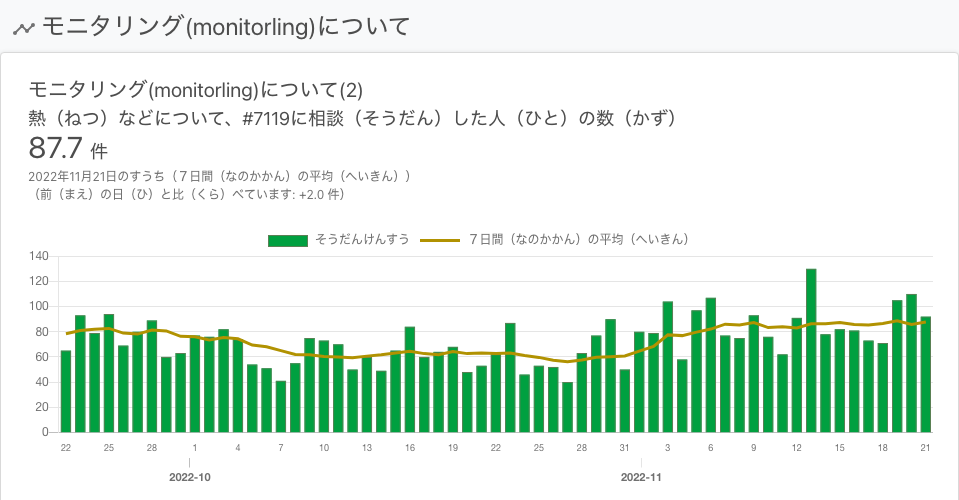 モニタリング(monitorling)について
モニタリング(monitorling)について(2)
熱（ねつ）などについて、#7119に相談（そうだん）した人（ひと）の数（かず）
87.7 件
2022年11月21日のすうち（７日間（なのかかん）の平均（へいきん））
（前（まえ）の日（ひ）と比（くら）べています: +2.0 件）
そうだんけんすう ７日間（なのかかん）の平均（へいきん）
140
120
100
80
60
40
20
0
22 25 28 1 4 7 10 13 16 19 22 25 28 31 3 6 9 12 15 18 21
2022-10 2022-11